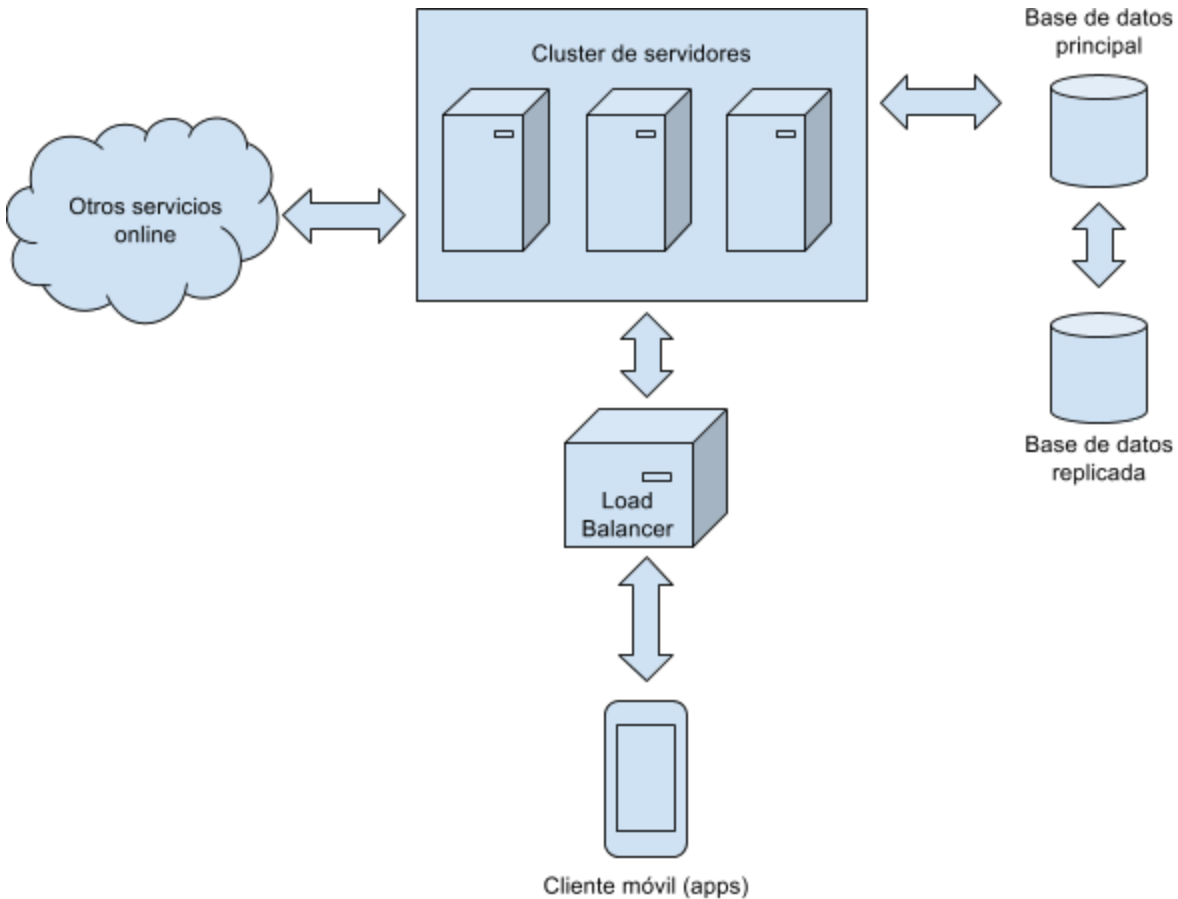 Base de datos
principal
Cluster de servidores
Otros servicios
online
Base de datos
replicada
Load
Balancer
Cliente móvil (apps)